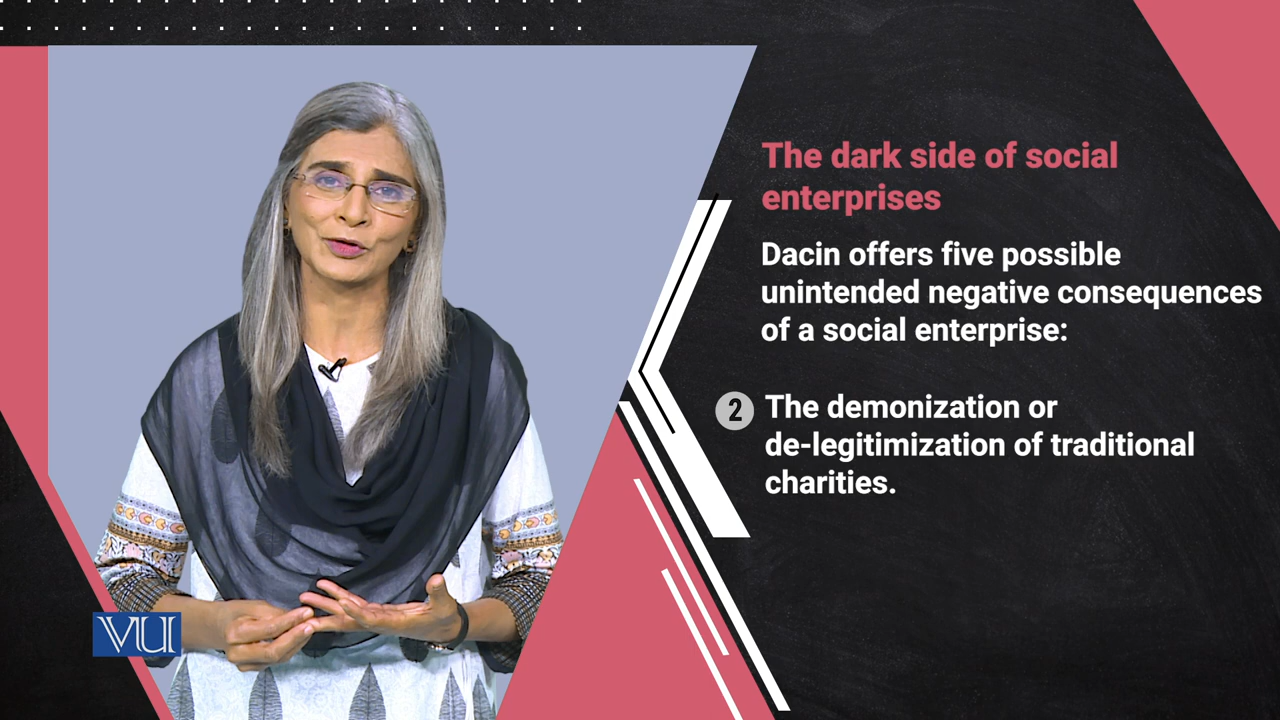 The dark side of social
enterprises
Dacin offers five possible
unintended negative consequences
of a social enterprise:
2 The demonization or
de-legitimization of traditional
charities.
VU